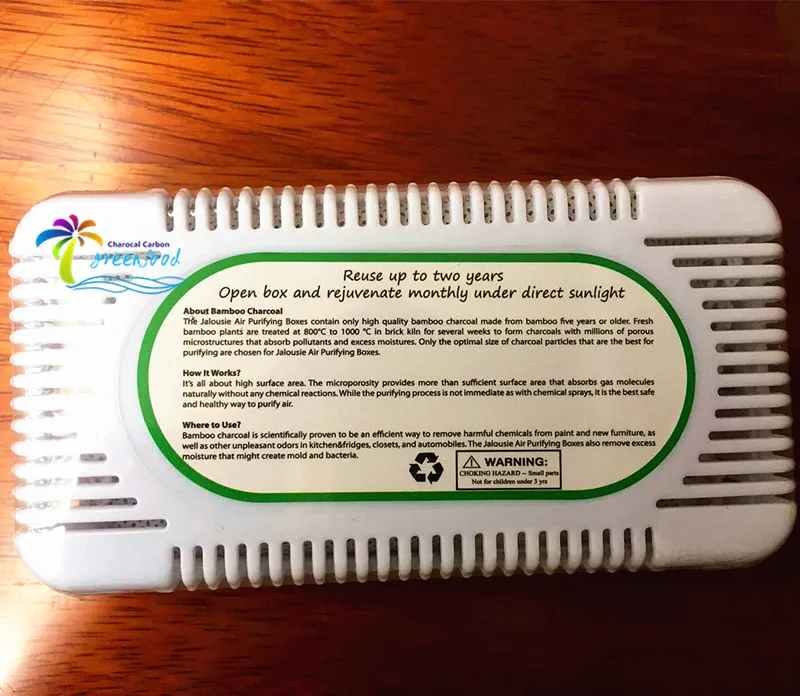 Charocal Carbon
greenfood
Reuse up to two years
Open box and rejuvenate monthly under direct sunlight
About Bamboo Charcoal
The Jalousie Air Purifying Boxes contain only high quality bamboo charcoal made from bamboo five years or older. Fresh
bamboo plants are treated at 800°C to 1000 °C in brick kiln for several weeks to form charcoals with millions of porous
microstructures that absorb pollutants and excess moistures. Only the optimal size of charcoal particles that are the best for
purifying are chosen for Jalousie Air Purifying Boxes.
How It Works?
It's all about high surface area. The microporosity provides more than sufficient surface area that absorbs gas molecules
naturally without any chemical reactions. While the purifying process is not immediate as with chemical sprays, it is the best safe
and healthy way to purify air.
Where to Use?
Bamboo charcoal is scientifically proven to be an efficient way to remove harmful chemicals from paint and new furniture, as
well as other unpleasant odors in kitchen&fridges, closets, and automobiles. The Jalousie Air Purifying Boxes also remove excess
moisture that might create mold and bacteria.
WARNING:
CHOKING HAZARD -- Small parts
Not for children under 3 yrs